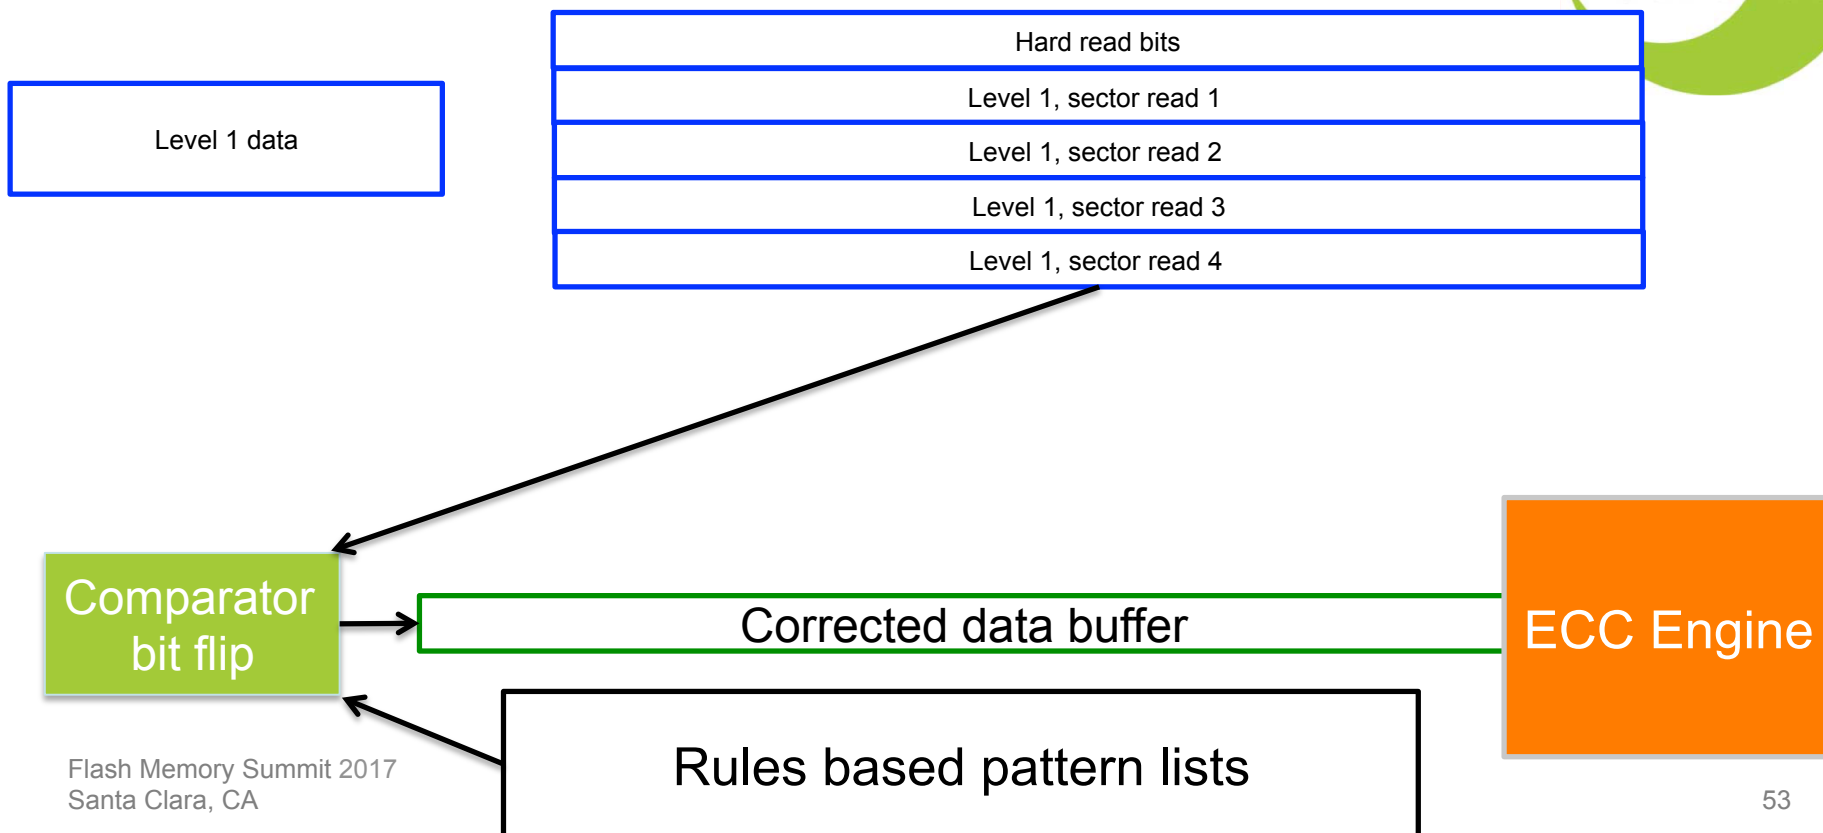 Hard read bits
Level 1, sector read 1
Level 1 data
Level 1, sector read 2
Level 1, sector read 3
Level 1, sector read 4
Comparator
bit flip
Corrected data buffer
ECC Engine
Rules based pattern lists
Flash Memory Summit 2017
Santa Clara, CA
53